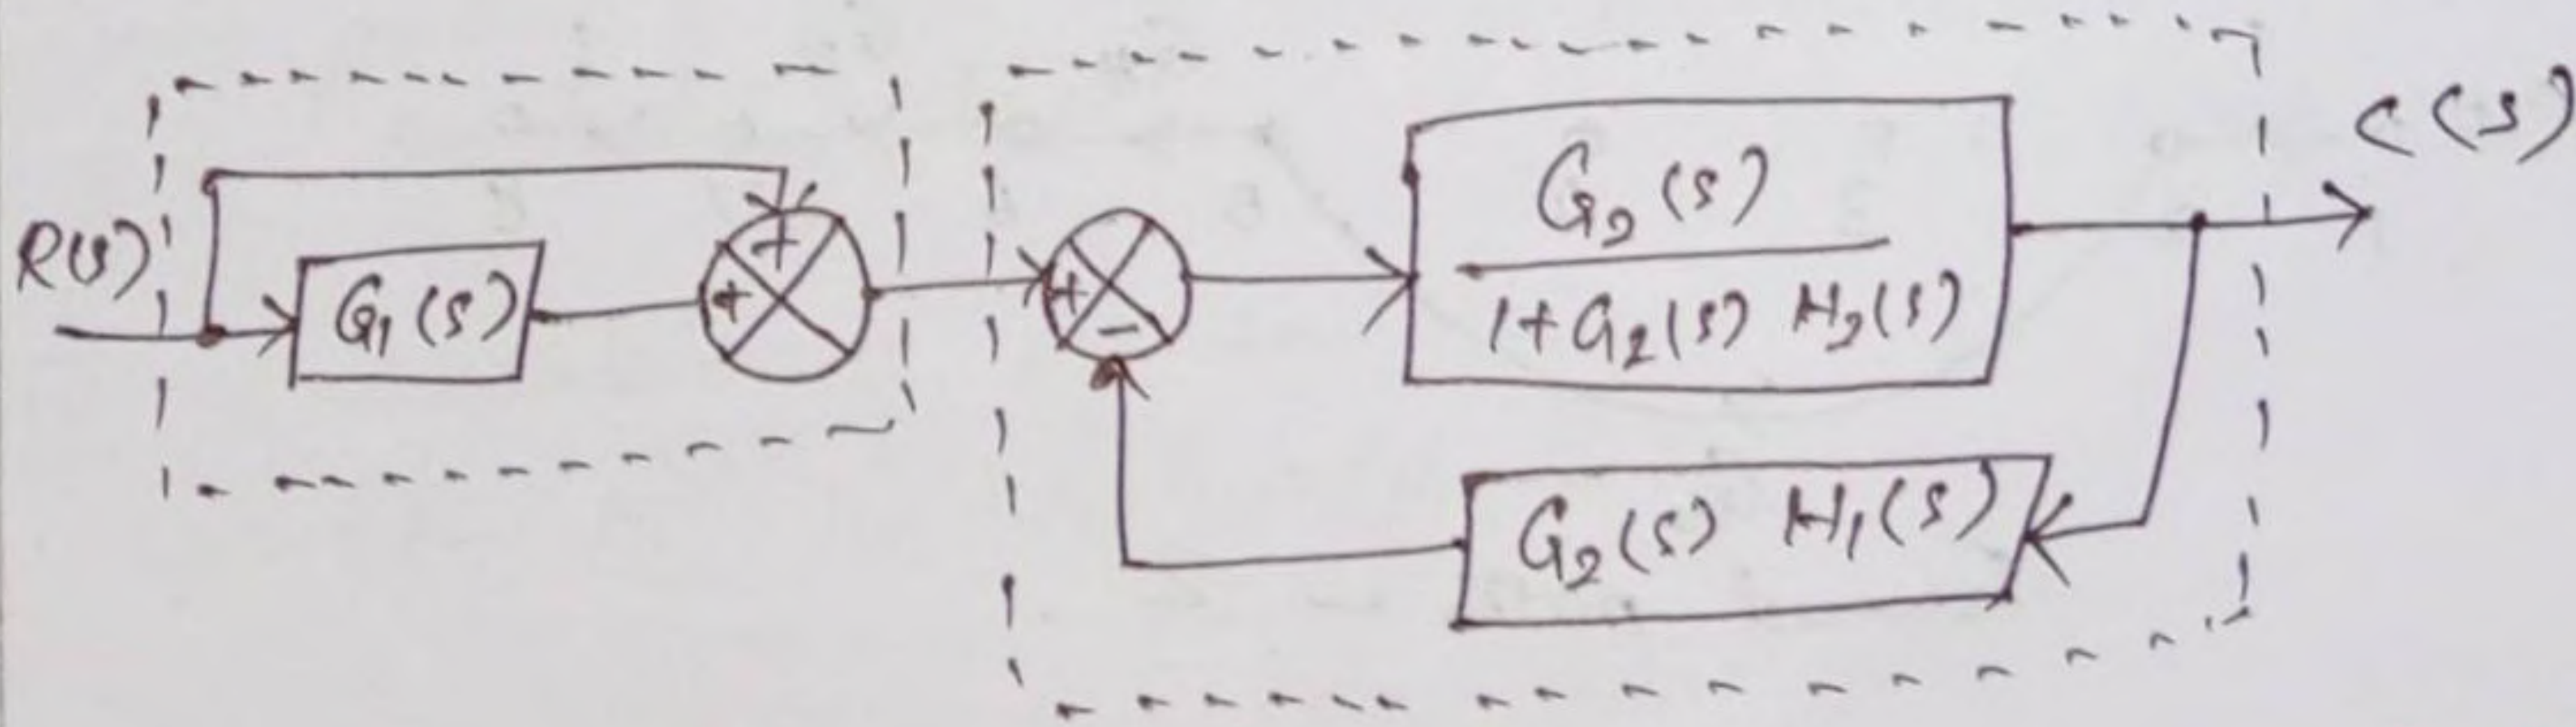 R(s)
G1(s)
+
+
+
-
G2(s)
1+G2(s) H2(s)
C(s)
G2(s) H1(s)